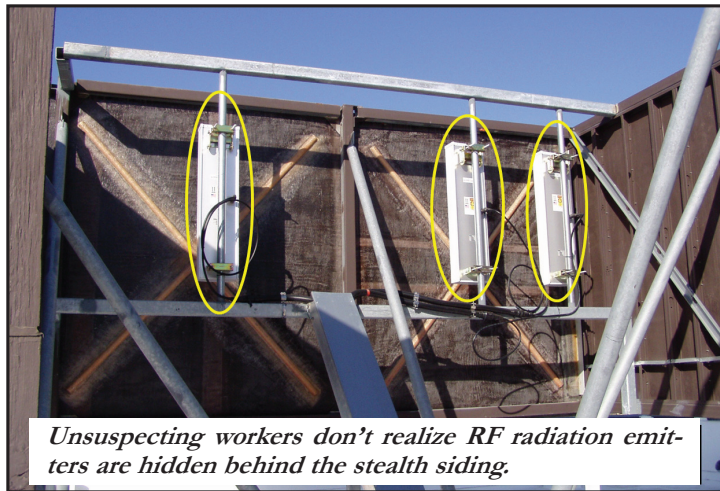 Unsuspecting workers don't realize RF radiation emit-
ters are hidden behind the stealth siding.